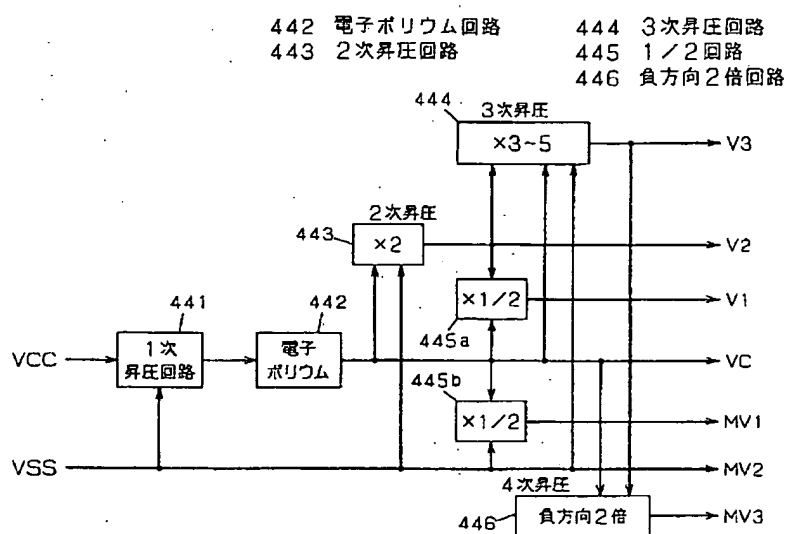 442 電子ポリウム回路
443 2次昇圧回路
444 3次昇圧回路
445 1/2回路
446 負方向2倍回路
444
3次昇圧
×3~5
V3
2次昇圧
443
×2
V2
×1/2
V1
445a
441
442
VCC
1次
昇圧回路
電子
ポリウム
VC
445b
×1/2
MV1
VSS
MV2
4次昇圧
446
負方向2倍
MV3